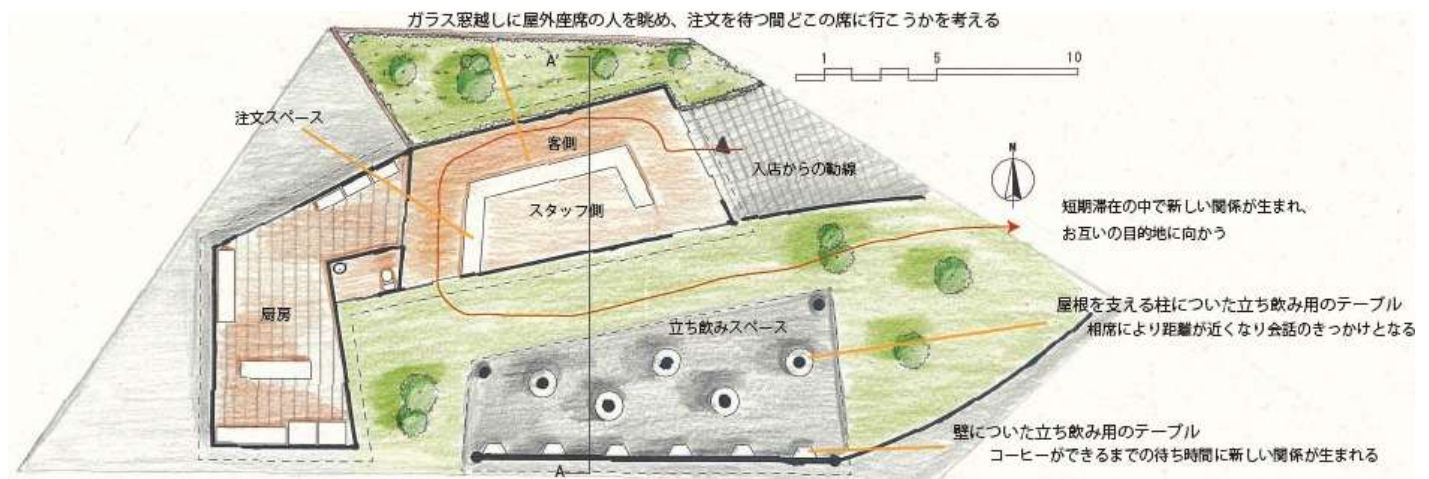 ガラス窓越しに屋外座席の人を眺め、注文を待つ間どこの席に行こうかを考える
A'
1 5 10
注文スペース
客側
入店からの動線
N
スタッフ側
短期滞在の中で新しい関係が生まれ、
お互いの目的地に向かう
厨房
立ち飲みスペース
屋根を支える柱についた立ち飲み用のテーブル
相席により距離が近くなり会話のきっかけとなる
壁についた立ち飲み用のテーブル
コーヒーができるまでの待ち時間に新しい関係が生まれる
A